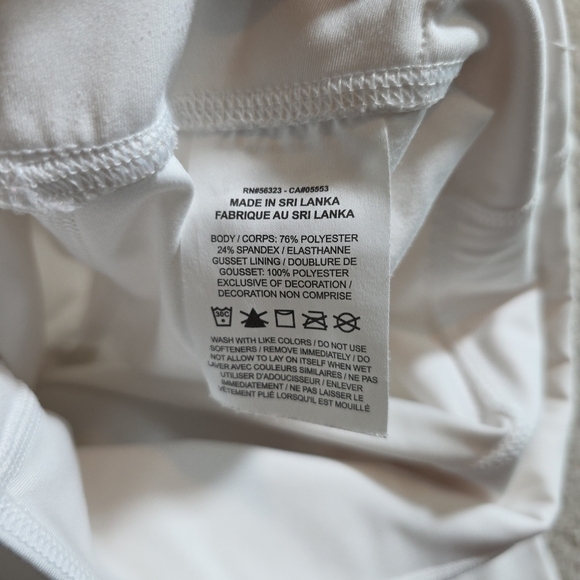 RN#56323 - CA#05553
MADE IN SRI LANKA
FABRIQUE AU SRI LANKA
BODY / CORPS: 76% POLYESTER
24% SPANDEX / ELASTHANNE
GUSSET LINING / DOUBLURE DE
GOUSSET: 100% POLYESTER
EXCLUSIVE OF DECORATION /
DECORATION NON COMPRISE
30C
WASH WITH LIKE COLORS / DO NOT USE
SOFTENERS / REMOVE IMMEDIATELY / DO
NOT ALLOW TO LAY ON ITSELF WHEN WET
LAVER AVEC COULEURS SIMILAIRES / NE PAS
UTILISER D'ADOUCISSEUR / ENLEVER
IMMEDIATEMENT / NE PAS LAISSER LE
VÊTEMENT PLIÉ LORSQU'IL EST MOUILLÉ